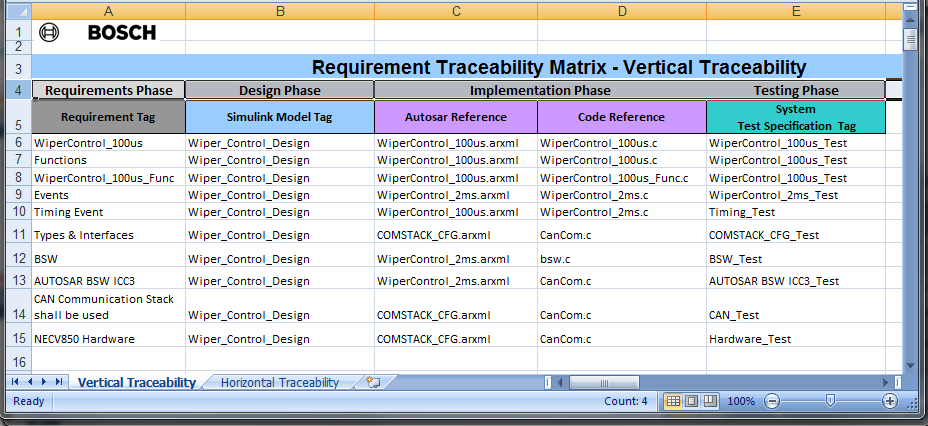 A B C D E
1 BOSCH
2
3 Requirement Traceability Matrix - Vertical Traceability
4 Requirements Phase Design Phase Implementation Phase Testing Phase
5 Requirement Tag Simulink Model Tag Autosar Reference Code Reference System
Test Specification Tag
6 WiperControl_100us Wiper_Control_Design WiperControl_100us.arxml WiperControl_100us.c WiperControl_100us_Test
7 Functions Wiper_Control_Design WiperControl_100us.arxml WiperControl_100us.c WiperControl_100us_Test
8 WiperControl_100us_Func Wiper_Control_Design WiperControl_100us.arxml WiperControl_100us_Func.c WiperControl_100us_Test
9 Events Wiper_Control_Design WiperControl_2ms.arxml WiperControl_2ms.c WiperControl_2ms_Test
10 Timing Event Wiper_Control_Design WiperControl_100us.arxml WiperControl_2ms.c Timing_Test
11 Types & Interfaces Wiper_Control_Design COMSTACK_CFG.arxml CanCom.c COMSTACK_CFG_Test
12 BSW Wiper_Control_Design WiperControl_2ms.arxml bsw.c BSW_Test
13 AUTOSAR BSW ICC3 Wiper_Control_Design WiperControl_2ms.arxml CanCom.c AUTOSAR BSW ICC3_Test
CAN Communication Stack
14 shall be used Wiper_Control_Design COMSTACK_CFG.arxml CanCom.c CAN_Test
15 NECV850 Hardware Wiper_Control_Design COMSTACK_CFG.arxml CanCom.c Hardware_Test
16
Vertical Traceability Horizontal Traceability
Ready Count: 4 100%